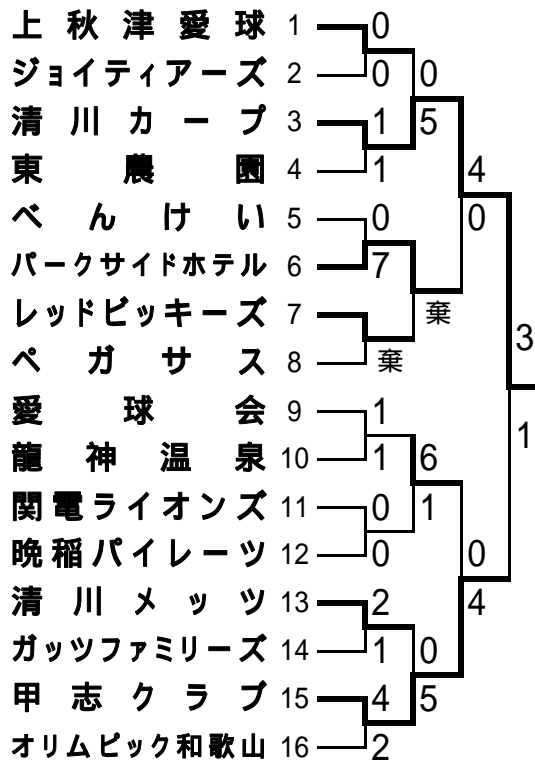 上秋津愛球 1 0
ジョイティアーズ 2 0 0
清川カープ 3 1 5
東農園 4 1 4
べんけい 5 0 0
パークサイドホテル 6 7
レッドビッキーズ 7 棄
ペガサス 8 棄 3
愛球会 9 1 1
龍神温泉 10 1 6
関電ライオンズ 11 0 1
晩稲パイレーツ 12 0 0
清川メッツ 13 2 4
ガッツファミリーズ 14 1 0
甲志クラブ 15 4 5
オリムピック和歌山 16 2